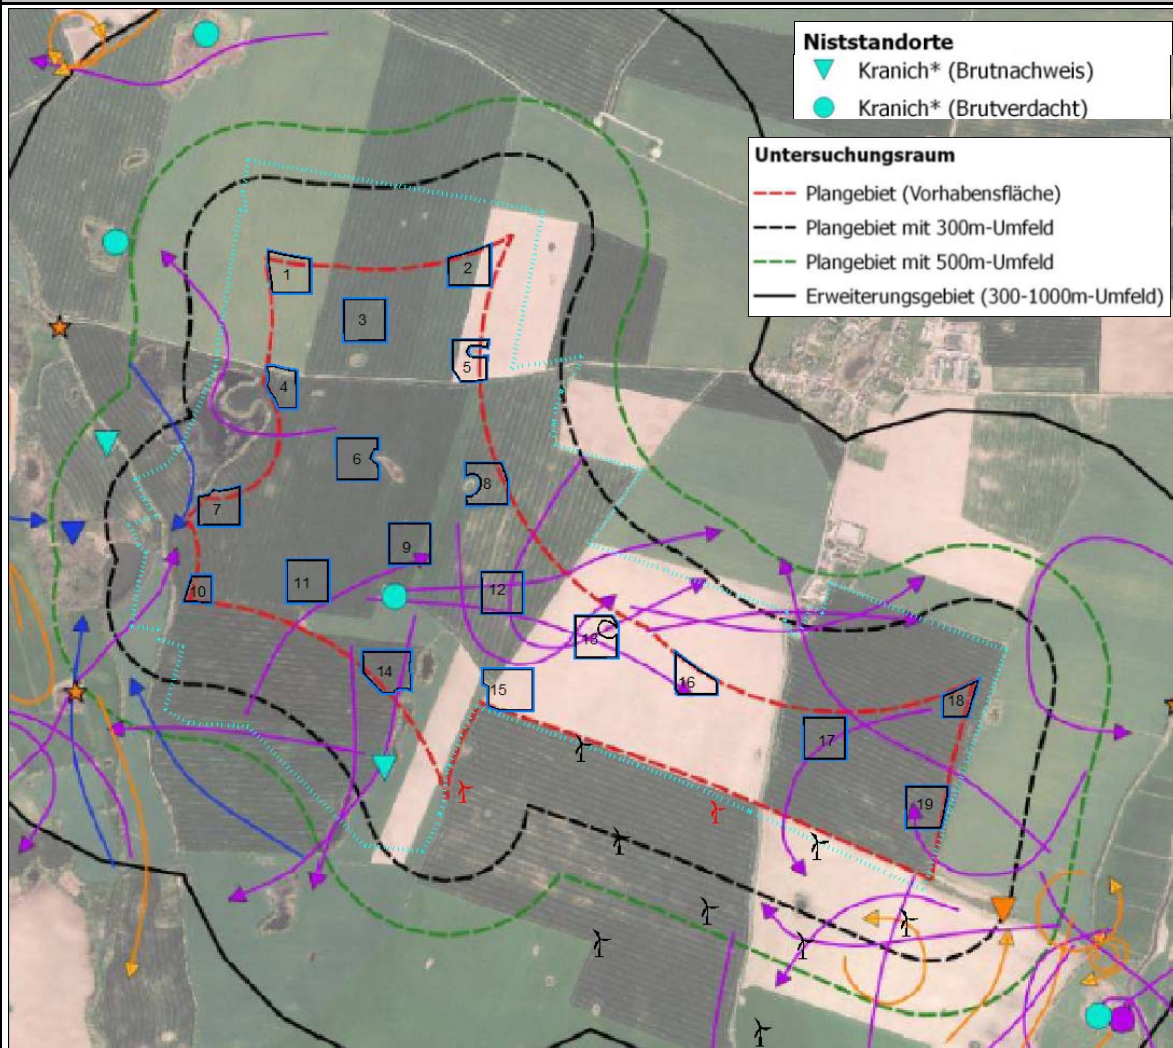 Niststandorte
Kranich* (Brutnachweis)
Kranich* (Brutverdacht)
Untersuchungsraum
Plangebiet (Vorhabensfläche)
Plangebiet mit 300m-Umfeld
Plangebiet mit 500m-Umfeld
Erweiterungsgebiet (300-1000m-Umfeld)
1
2
3
4
5
6
7
8
9
10
11
12
13
14
15
16
17
18
19